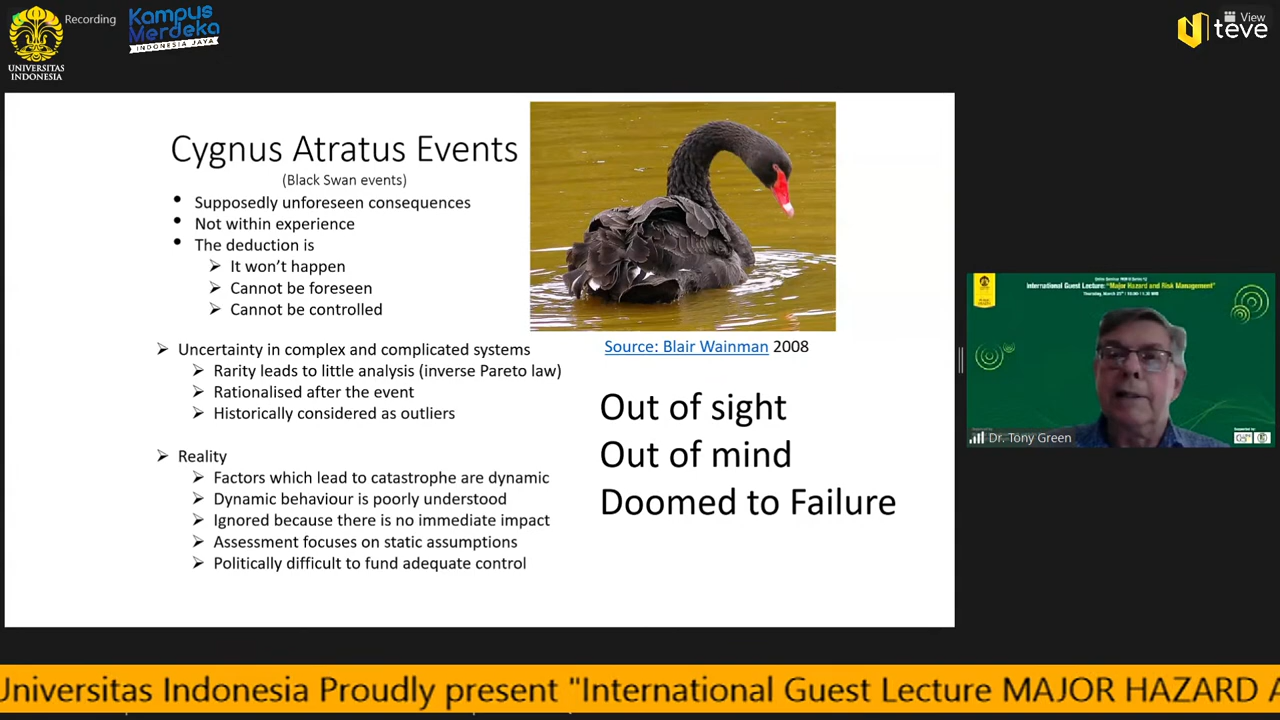 Recording
UNIVERSITAS
INDONESIA
Kampus
Merdeka
INDONESIA JAYA
View
teve
Cygnus Atratus Events
(Black Swan events)
• Supposedly unforeseen consequences
• Not within experience
• The deduction is
➢ It won't happen
➢ Cannot be foreseen
➢ Cannot be controlled
➢ Uncertainty in complex and complicated systems
➢ Rarity leads to little analysis (inverse Pareto law)
➢ Rationalised after the event
➢ Historically considered as outliers
➢ Reality
➢ Factors which lead to catastrophe are dynamic
➢ Dynamic behaviour is poorly understood
➢ Ignored because there is no immediate impact
➢ Assessment focuses on static assumptions
➢ Politically difficult to fund adequate control
Source: Blair Wainman 2008
Out of sight
Out of mind
Doomed to Failure
International Guest Lecture: "Major Hazard and Risk Management"
Dr. Tony Green
Universitas Indonesia Proudly present "International Guest Lecture MAJOR HAZARD A